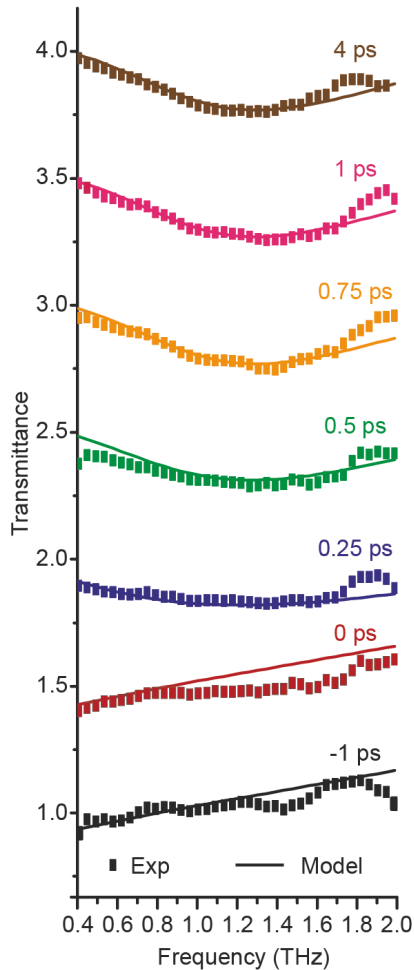 4.0
4 ps
3.5
1 ps
3.0
0.75 ps
2.5
0.5 ps
Transmittance
2.0
0.25 ps
0 ps
1.5
-1 ps
1.0
Exp
Model
0.4 0.6 0.8 1.0 1.2 1.4 1.6 1.8 2.0
Frequency (THz)